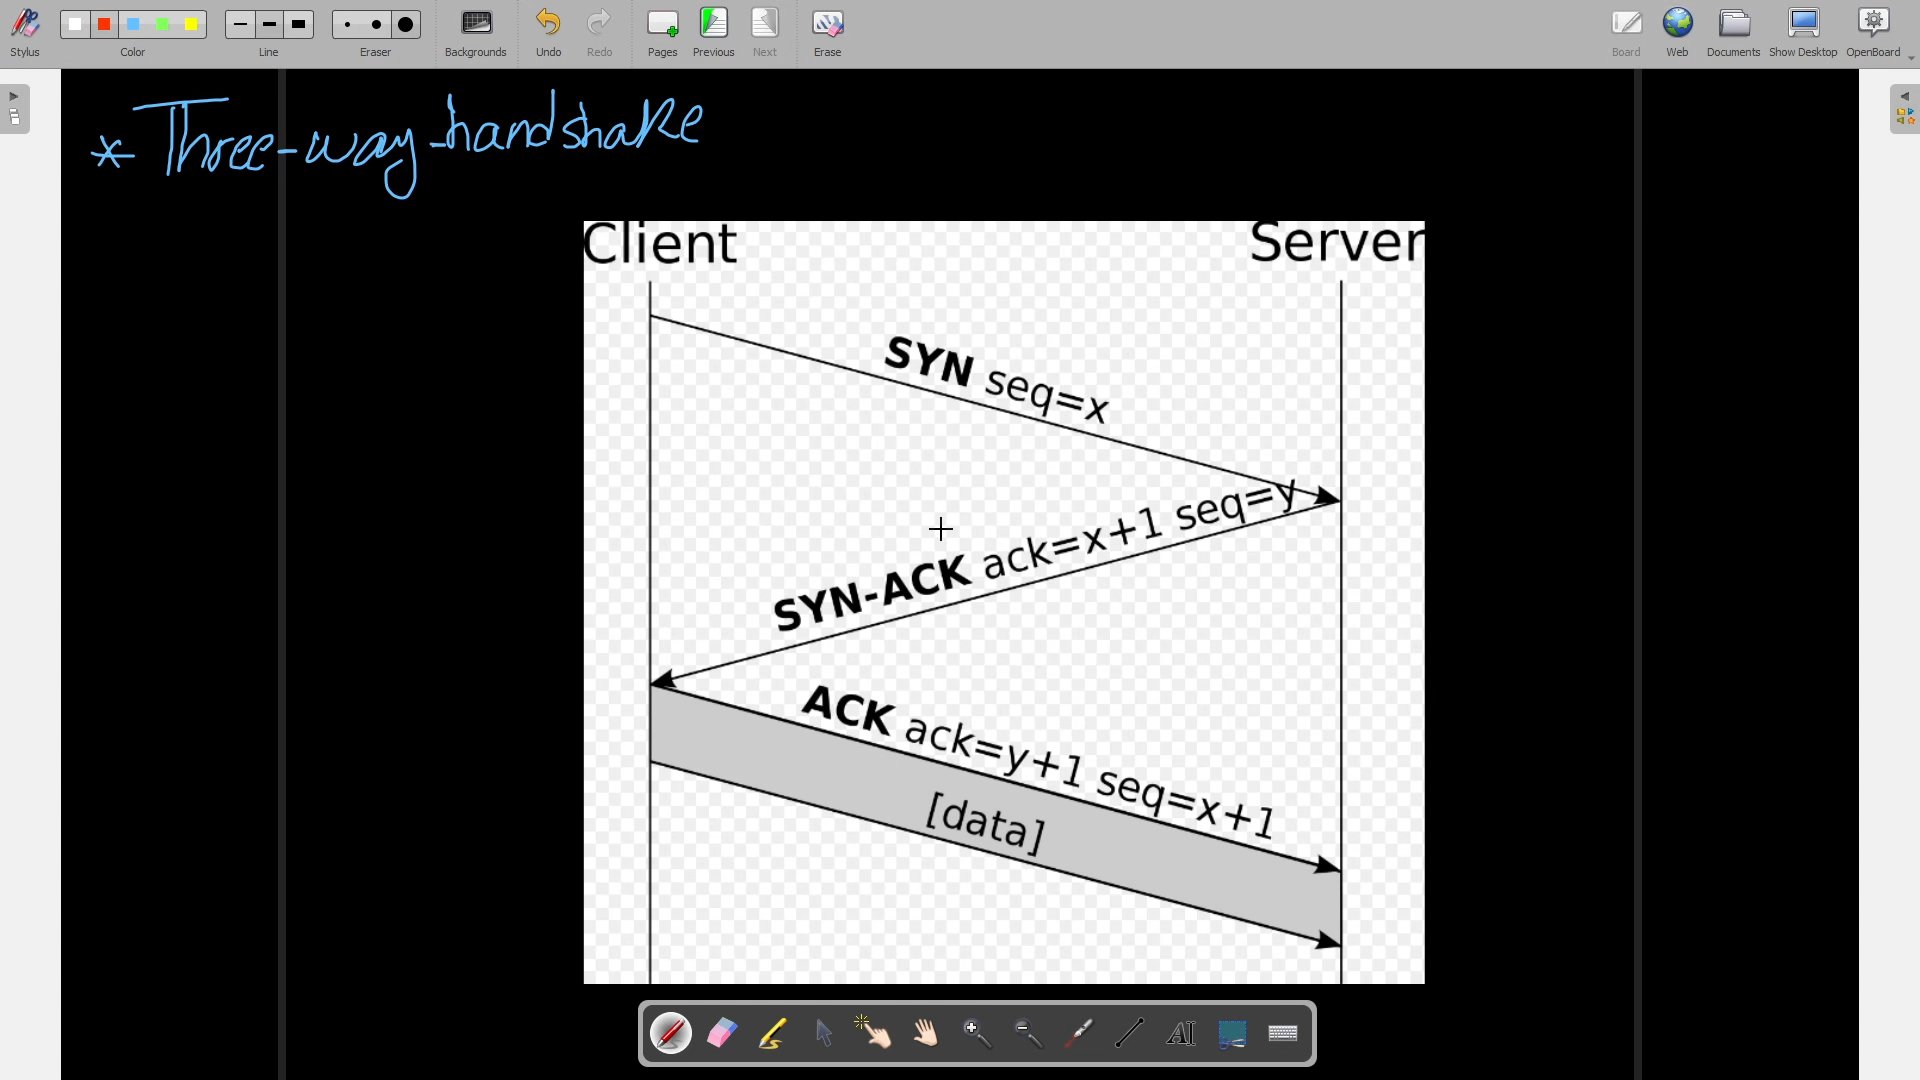 Stylus Color Line Eraser Backgrounds Undo Redo Pages Previous Next Erase Board Web Documents Show Desktop OpenBoard
* Three-way-handshake
Client Server
SYN seq=x
SYN-ACK ack=x+1 seq=y
ACK ack=y+1 seq=x+1
[data]
AI